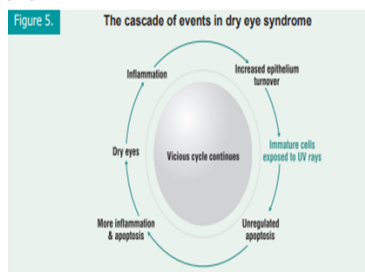 Figure 5.
The cascade of events in dry eye syndrome
Inflammation
Increased epithelium
turnover
Dry eyes
Vicious cycle continues
Immature cells
exposed to UV rays
More inflammation
& apoptosis
Unregulated
apoptosis